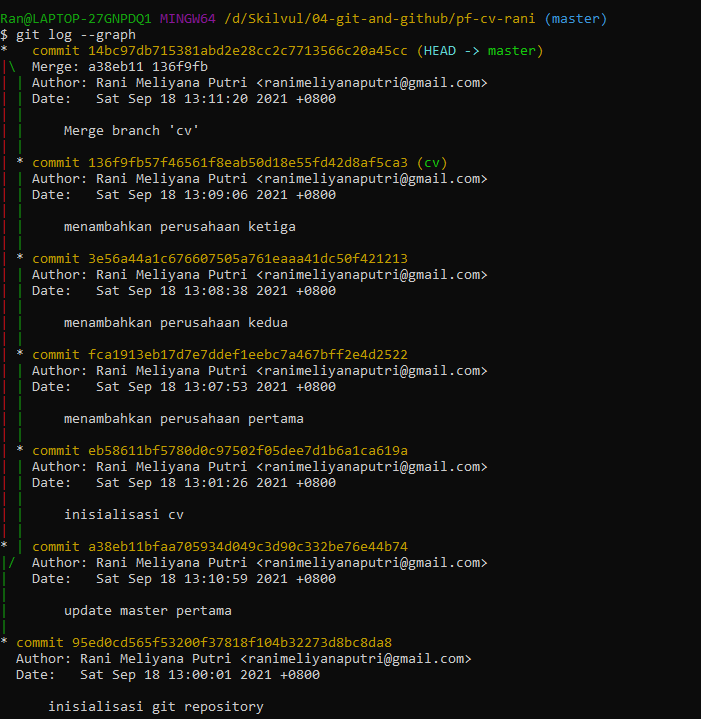 Ran@LAPTOP-27GNPDQ1 MINGW64 /d/Skilvul/04-git-and-github/pf-cv-rani (master)
$ git log --graph
*   commit 14bc97db715381abd2e28cc2c7713566c20a45cc (HEAD -> master)
|\  Merge: a38eb11 136f9fb
| | Author: Rani Meliyana Putri <ranimeliyanaputri@gmail.com>
| | Date:   Sat Sep 18 13:11:20 2021 +0800
| |
| |     Merge branch 'cv'
| |
| * commit 136f9fb57f46561f8eab50d18e55fd42d8af5ca3 (cv)
| | Author: Rani Meliyana Putri <ranimeliyanaputri@gmail.com>
| | Date:   Sat Sep 18 13:09:06 2021 +0800
| |
| |     menambahkan perusahaan ketiga
| |
| * commit 3e56a44a1c676607505a761eaaa41dc50f421213
| | Author: Rani Meliyana Putri <ranimeliyanaputri@gmail.com>
| | Date:   Sat Sep 18 13:08:38 2021 +0800
| |
| |     menambahkan perusahaan kedua
| |
| * commit fca1913eb17d7e7ddef1eebc7a467bff2e4d2522
| | Author: Rani Meliyana Putri <ranimeliyanaputri@gmail.com>
| | Date:   Sat Sep 18 13:07:53 2021 +0800
| |
| |     menambahkan perusahaan pertama
| |
| * commit eb58611bf5780d0c97502f05dee7d1b6a1ca619a
| | Author: Rani Meliyana Putri <ranimeliyanaputri@gmail.com>
| | Date:   Sat Sep 18 13:01:26 2021 +0800
| |
| |     inisialisasi cv
| |
* | commit a38eb11bfaa705934d049c3d90c332be76e44b74
|/  Author: Rani Meliyana Putri <ranimeliyanaputri@gmail.com>
|   Date:   Sat Sep 18 13:10:59 2021 +0800
|
|       update master pertama
|
* commit 95ed0cd565f53200f37818f104b32273d8bc8da8
  Author: Rani Meliyana Putri <ranimeliyanaputri@gmail.com>
  Date:   Sat Sep 18 13:00:01 2021 +0800

      inisialisasi git repository